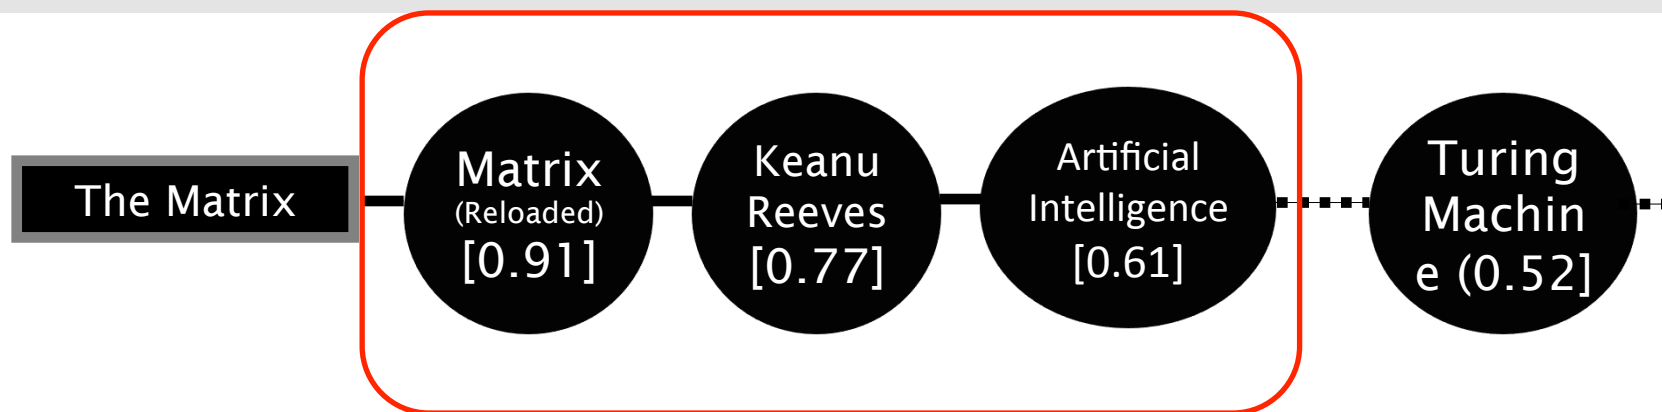 The Matrix
Matrix
(Reloaded)
[0.91]
Keanu
Reeves
[0.77]
Artificial
Intelligence
[0.61]
Turing
Machin
e (0.52]